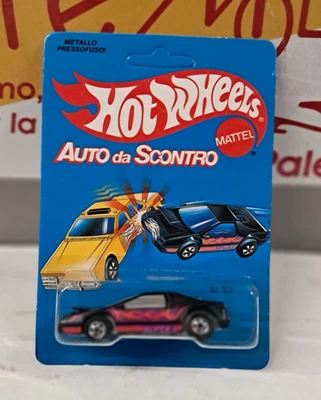 METALLO
PRESSOFUSO!
HOT WHEELS
MATTEL
AUTO da SCONTRO
mo,
r la
Pale